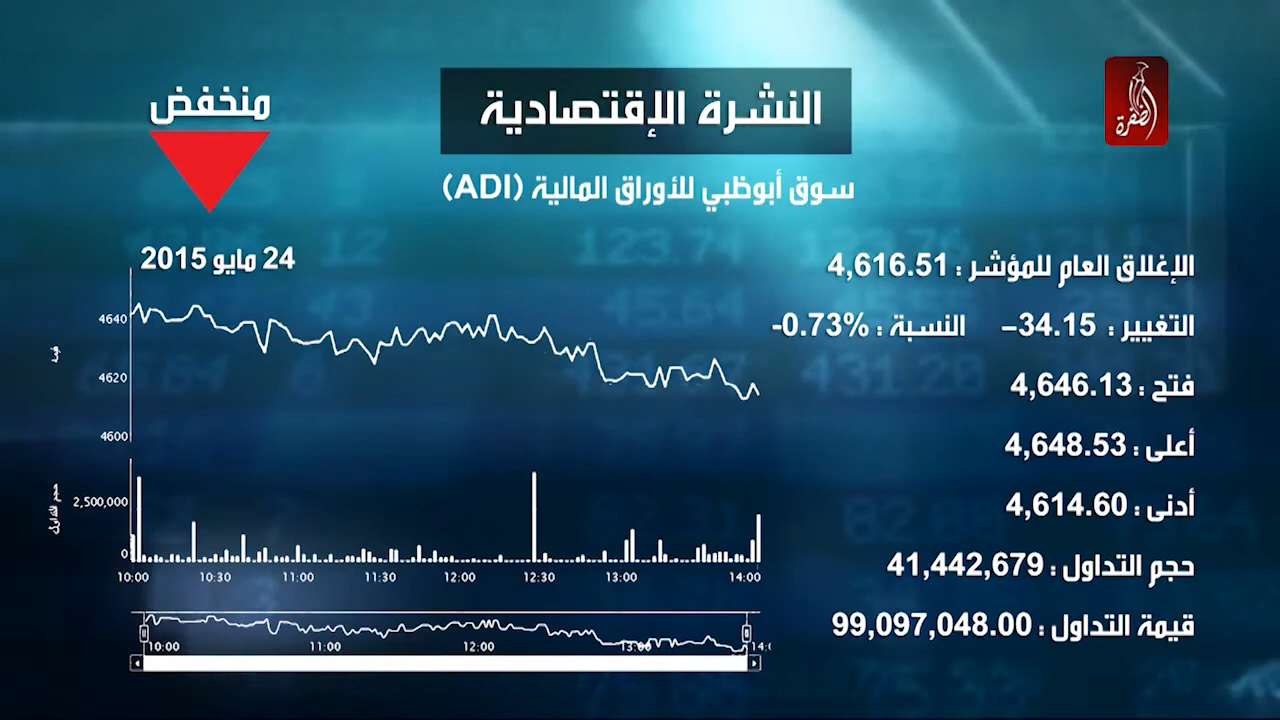 النشرة الإقتصادية
سوق أبوظبي للأوراق المالية (ADI)
الظفرة
منخفض
24 مايو 2015
الإغلاق العام للمؤشر : 4,616.51
التغيير : 34.15- النسبة : 0.73%-
فتح : 4,646.13
أعلى : 4,648.53
أدنى : 4,614.60
حجم التداول : 41,442,679
قيمة التداول : 99,097,048.00
4640
4620
4600
2,500,000
0
حجم التداول
10:00 10:30 11:00 11:30 12:00 12:30 13:00 14:00
10:00 11:00 12:00 13:00